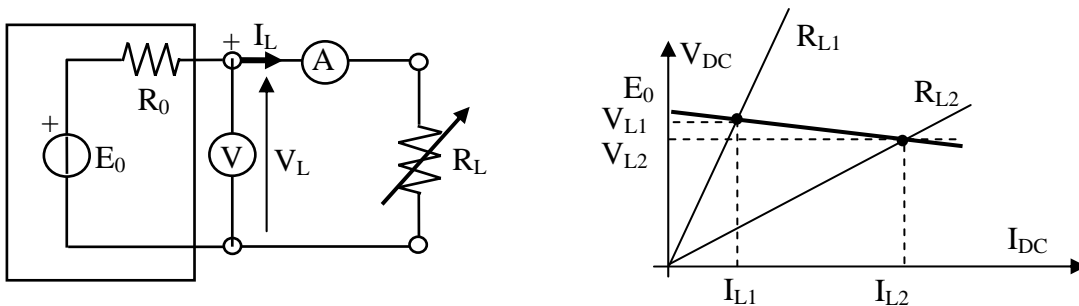 + I_L A
R_0
+ E_0
V V_L R_L
V_DC R_L1
E_0 R_L2
V_L1
V_L2
I_DC
I_L1 I_L2